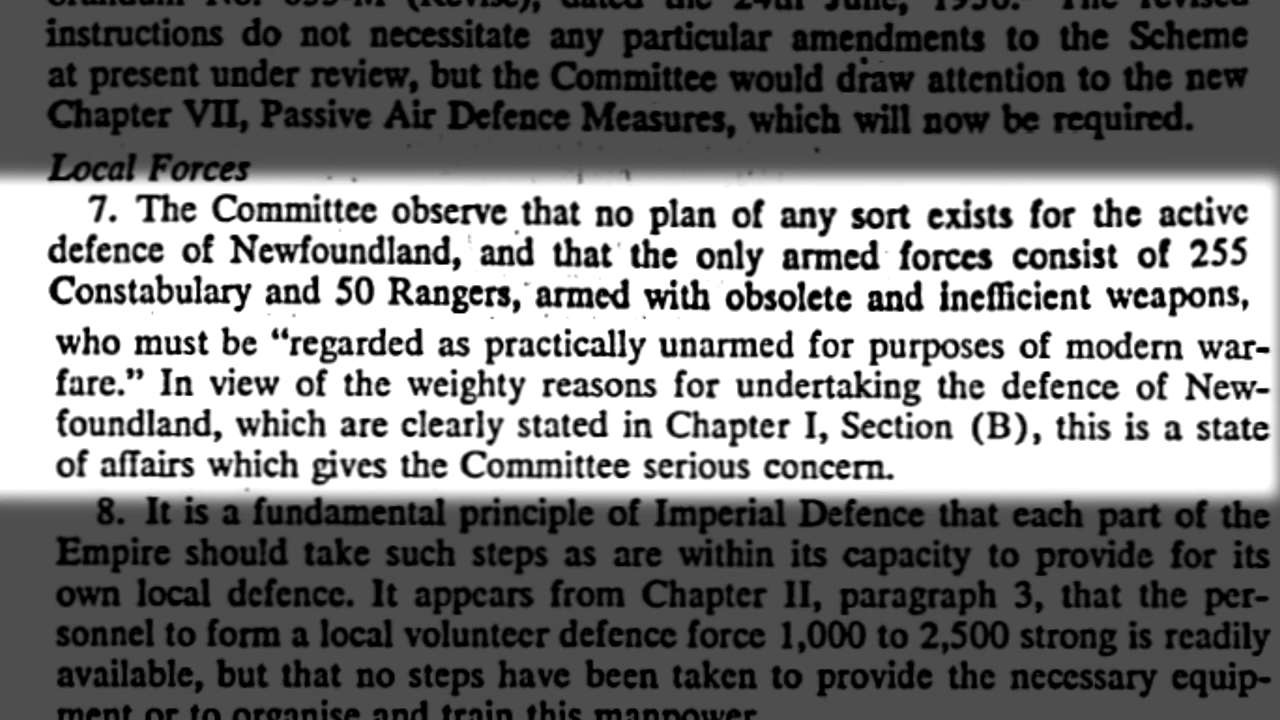 instructions do not necessitate any particular amendments to the Scheme
at present under review, but the Committee would draw attention to the new
Chapter VII, Passive Air Defence Measures, which will now be required.
Local Forces
7. The Committee observe that no plan of any sort exists for the active
defence of Newfoundland, and that the only armed forces consist of 255
Constabulary and 50 Rangers, armed with obsolete and inefficient weapons,
who must be “regarded as practically unarmed for purposes of modern war-
fare.” In view of the weighty reasons for undertaking the defence of New-
foundland, which are clearly stated in Chapter I, Section (B), this is a state
of affairs which gives the Committee serious concern.
8. It is a fundamental principle of Imperial Defence that each part of the
Empire should take such steps as are within its capacity to provide for its
own local defence. It appears from Chapter II, paragraph 3, that the per-
sonnel to form a local volunteer defence force 1,000 to 2,500 strong is readily
available, but that no steps have been taken to provide the necessary equip-
ment or to organise and train this manpower